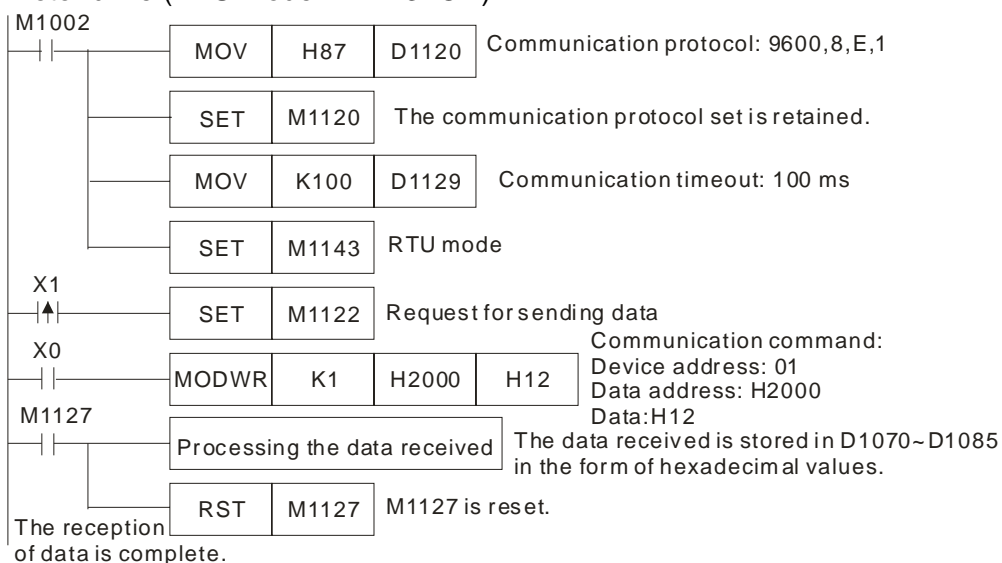 M1002
MOV H87 D1120 Communication protocol: 9600,8,E,1
SET M1120 The communication protocol set is retained.
MOV K100 D1129 Communication timeout: 100 ms
SET M1143 RTU mode
X1
SET M1122 Request for sending data
X0
MODWR K1 H2000 H12
Communication command:
Device address: 01
Data address: H2000
Data:H12
M1127
Processing the data received
The data received is stored in D1070~D1085
in the form of hexadecimal values.
RST M1127 M1127 is reset.
The reception
of data is complete.